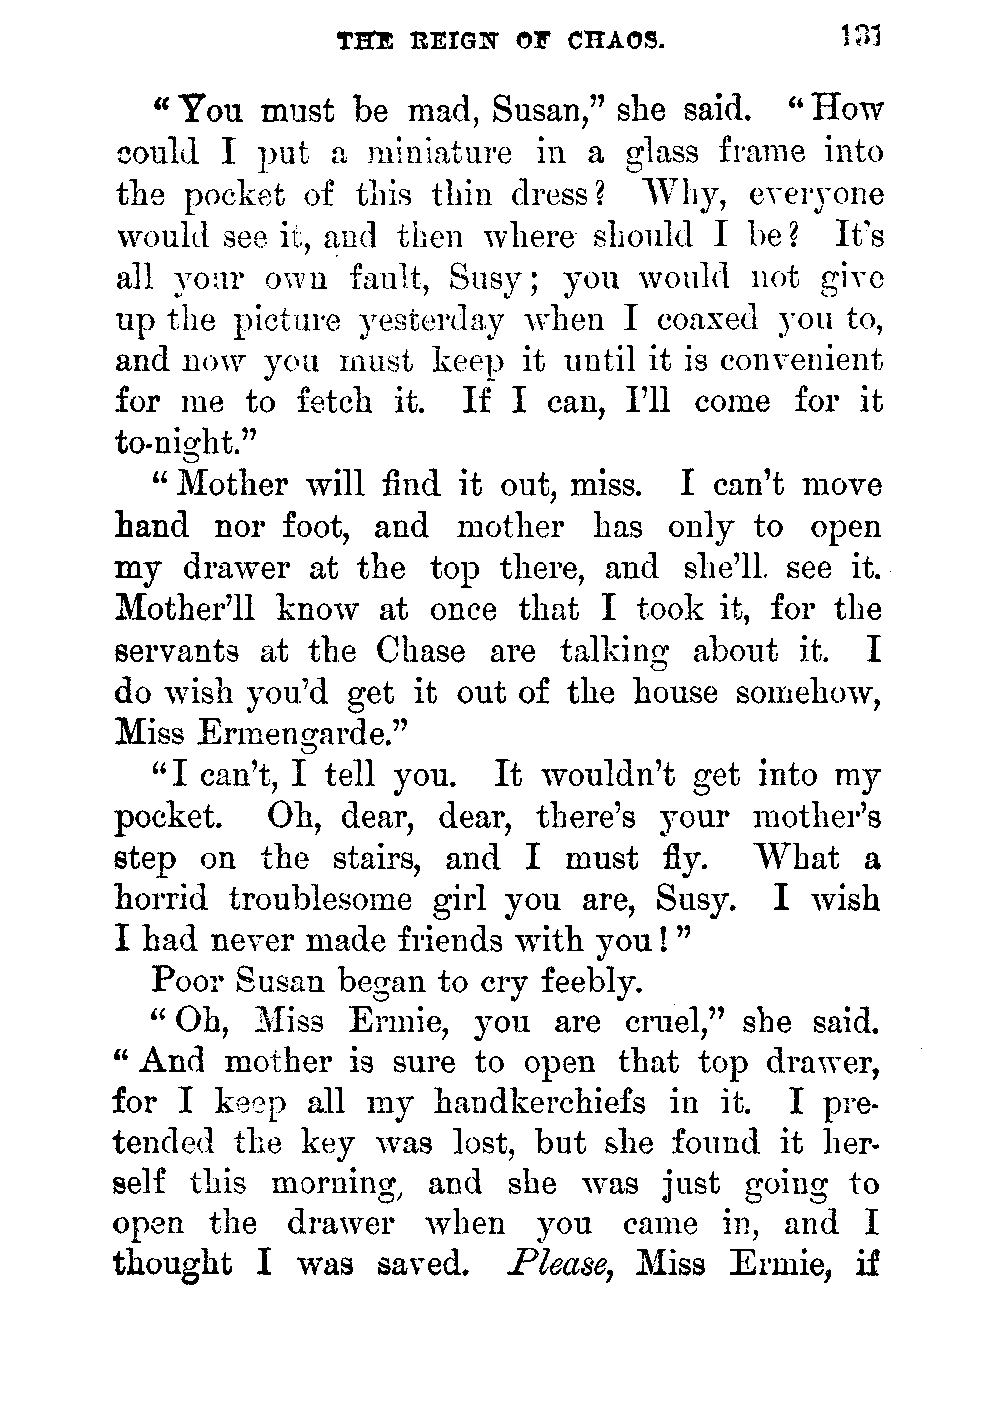 THE REIGN OF CHAOS. 131
“You must be mad, Susan,” she said. “How
could I put a miniature in a glass frame into
the pocket of this thin dress? Why, everyone
would see it, and then where should I be? It's
all your own fault, Susy; you would not give
up the picture yesterday when I coaxed you to,
and now you must keep it until it is convenient
for me to fetch it. If I can, I'll come for it
to-night.”
“Mother will find it out, miss. I can't move
hand nor foot, and mother has only to open
my drawer at the top there, and she'll see it.
Mother'll know at once that I took it, for the
servants at the Chase are talking about it. I
do wish you'd get it out of the house somehow,
Miss Ermengarde.”
“I can't, I tell you. It wouldn't get into my
pocket. Oh, dear, dear, there's your mother's
step on the stairs, and I must fly. What a
horrid troublesome girl you are, Susy. I wish
I had never made friends with you!”
Poor Susan began to cry feebly.
“Oh, Miss Ermie, you are cruel,” she said.
“And mother is sure to open that top drawer,
for I keep all my handkerchiefs in it. I pre-
tended the key was lost, but she found it her-
self this morning, and she was just going to
open the drawer when you came in, and I
thought I was saved. Please, Miss Ermie, if